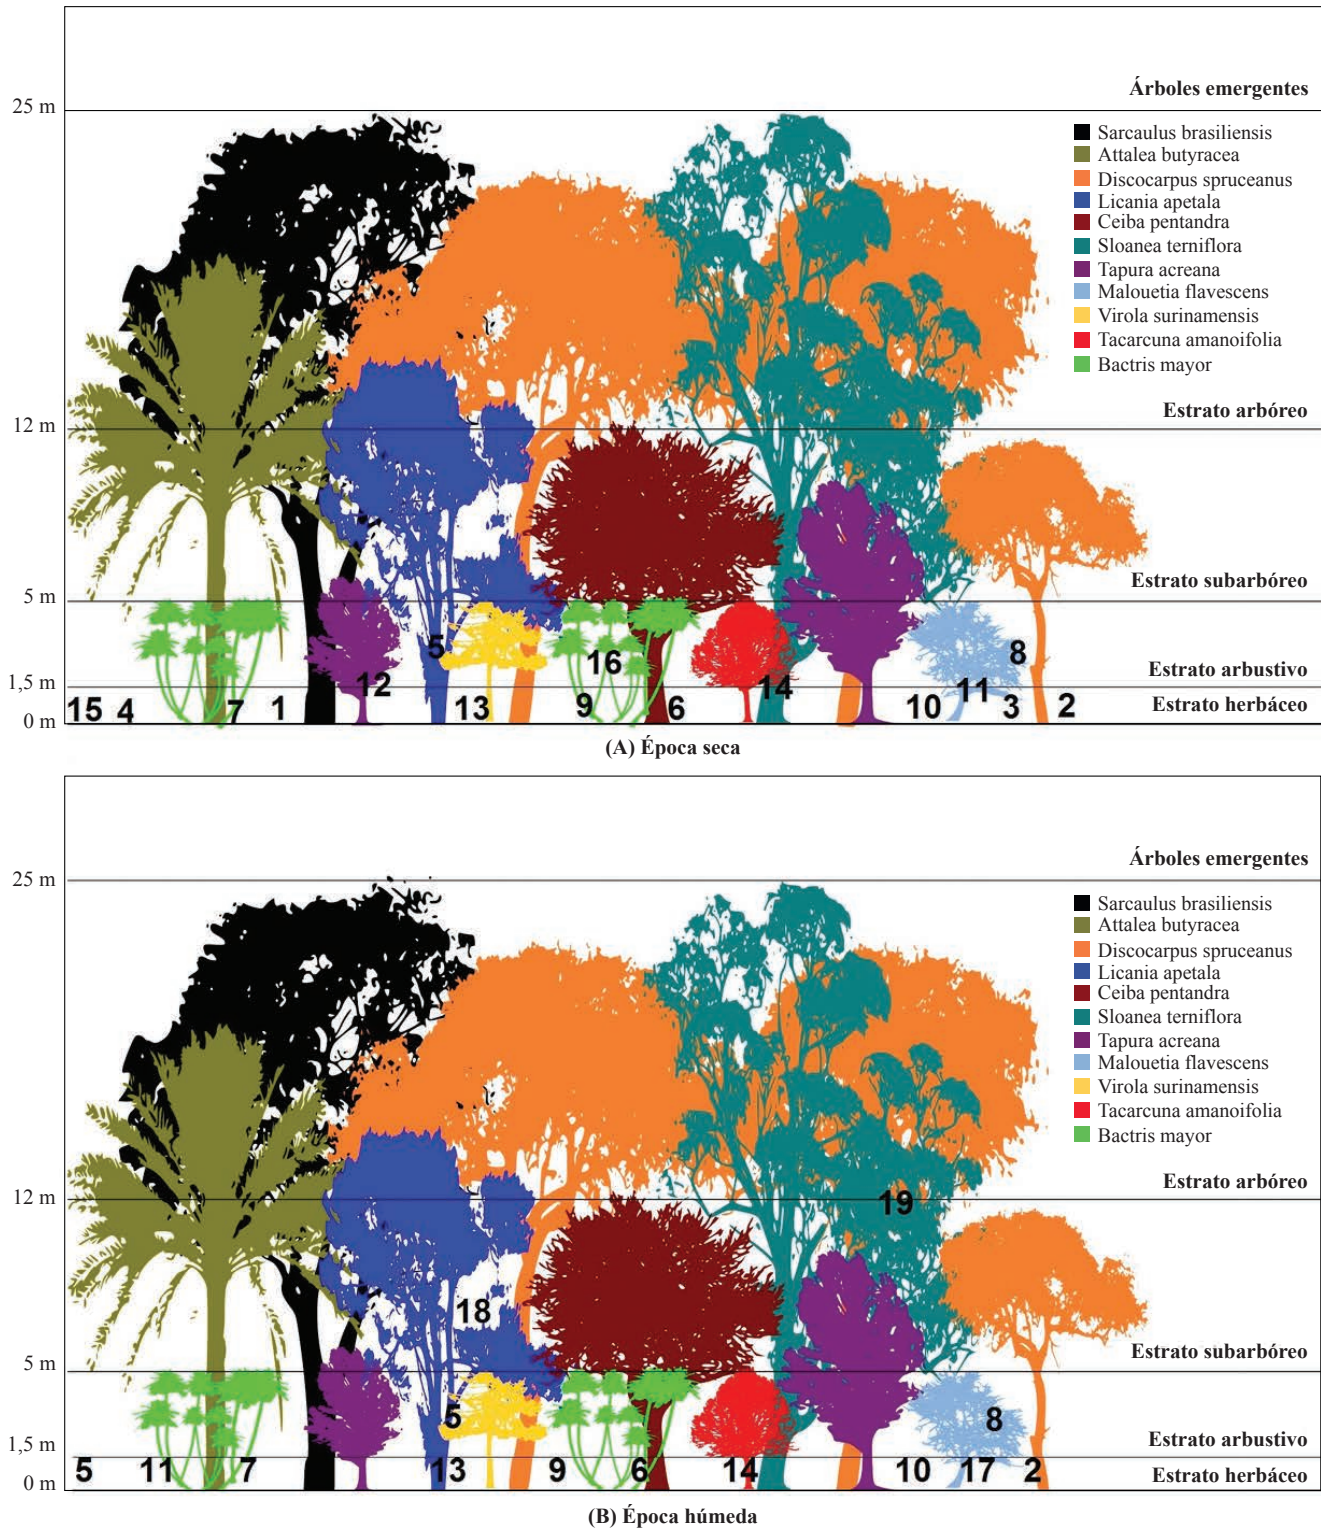 Árboles emergentes
25 m
Sarcaulus brasiliensis
Attalea butyracea
Discocarpus spruceanus
Licania apetala
Ceiba pentandra
Sloanea terniflora
Tapura acreana
Malouetia flavescens
Virola surinamensis
Tacarcuna amanoifolia
Bactris mayor
Estrato arbóreo
12 m
Estrato subarbóreo
5 m
5 16 8
Estrato arbustivo
1,5 m
12 14 11
15 4 7 1 13 9 6 10 3 2
Estrato herbáceo
0 m
(A) Época seca
Árboles emergentes
25 m
Sarcaulus brasiliensis
Attalea butyracea
Discocarpus spruceanus
Licania apetala
Ceiba pentandra
Sloanea terniflora
Tapura acreana
Malouetia flavescens
Virola surinamensis
Tacarcuna amanoifolia
Bactris mayor
Estrato arbóreo
12 m
19
18
Estrato subarbóreo
5 m
5 8
Estrato arbustivo
1,5 m
5 11 7 13 9 6 14 10 17 2
Estrato herbáceo
0 m
(B) Época húmeda